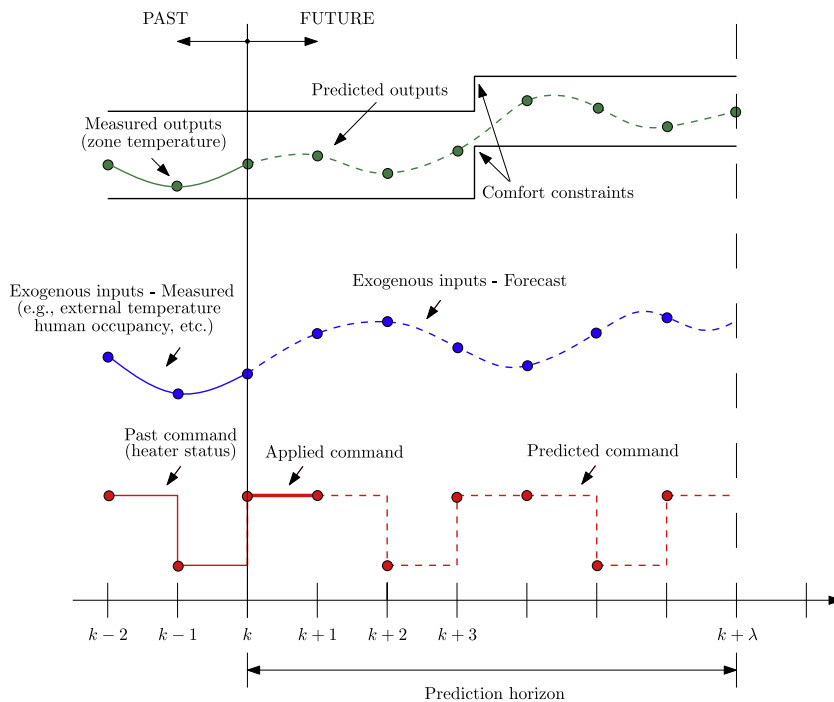 PAST
FUTURE
Predicted outputs
Measured outputs
(zone temperature)
Comfort constraints
Exogenous inputs - Forecast
Exogenous inputs - Measured
(e.g., external temperature
human occupancy, etc.)
Past command
(heater status)
Applied command
Predicted command
k − 2
k − 1
k
k + 1
k + 2
k + 3
k + λ
Prediction horizon